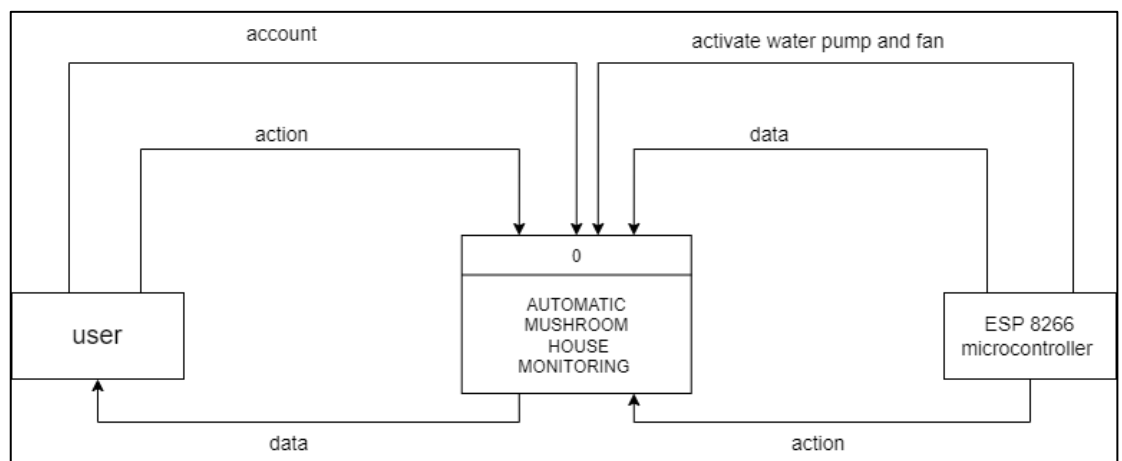 account
activate water pump and fan
action
data
0
AUTOMATIC
MUSHROOM
HOUSE
MONITORING
user
ESP 8266
microcontroller
data
action